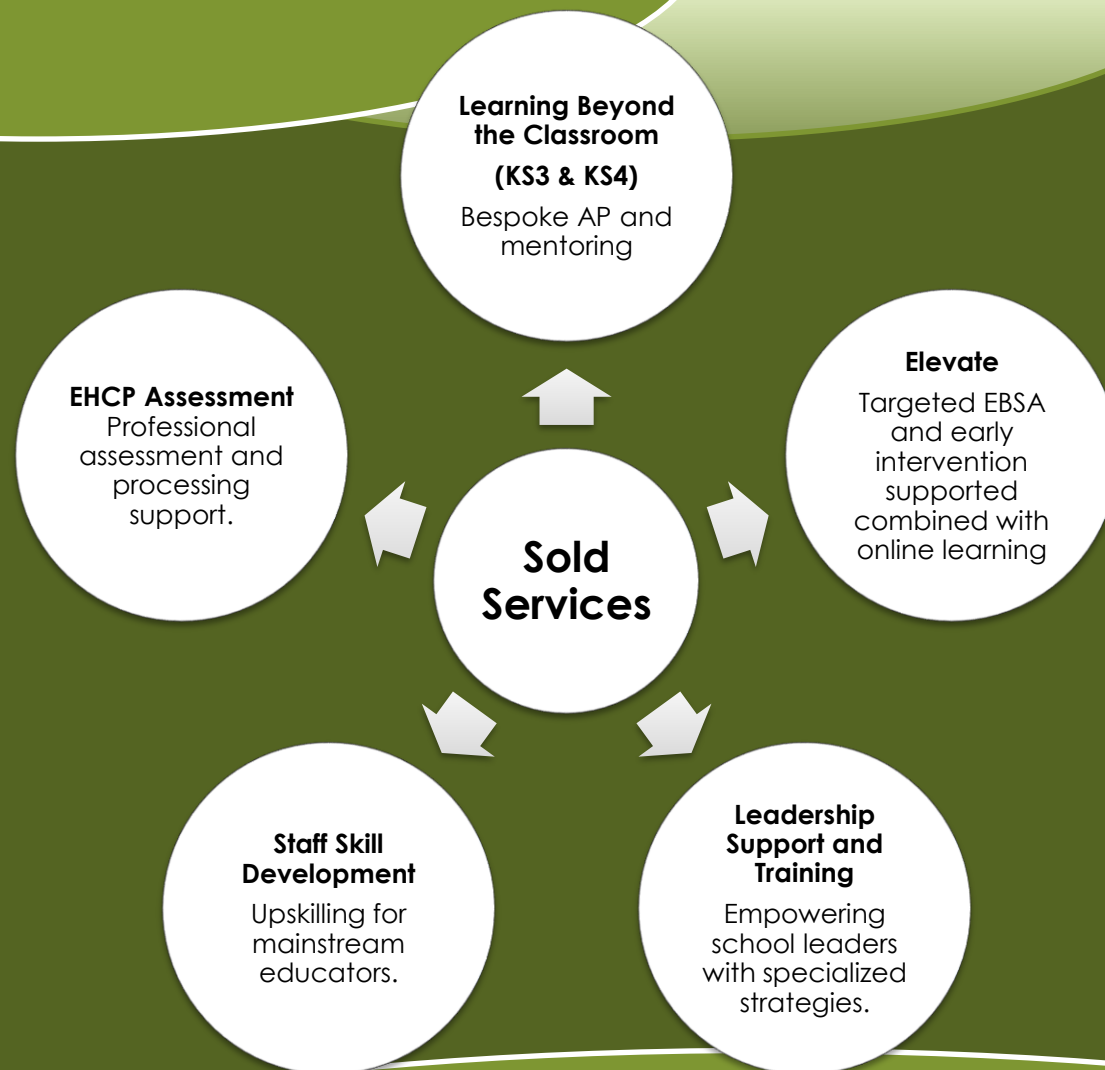 Learning Beyond
the Classroom
(KS3 & KS4)
Bespoke AP and
mentoring
Elevate
Targeted EBSA
and early
intervention
supported
combined with
online learning
EHCP Assessment
Professional
assessment and
processing
support.
Sold
Services
Leadership
Support and
Training
Empowering
school leaders
with specialized
strategies.
Staff Skill
Development
Upskilling for
mainstream
educators.